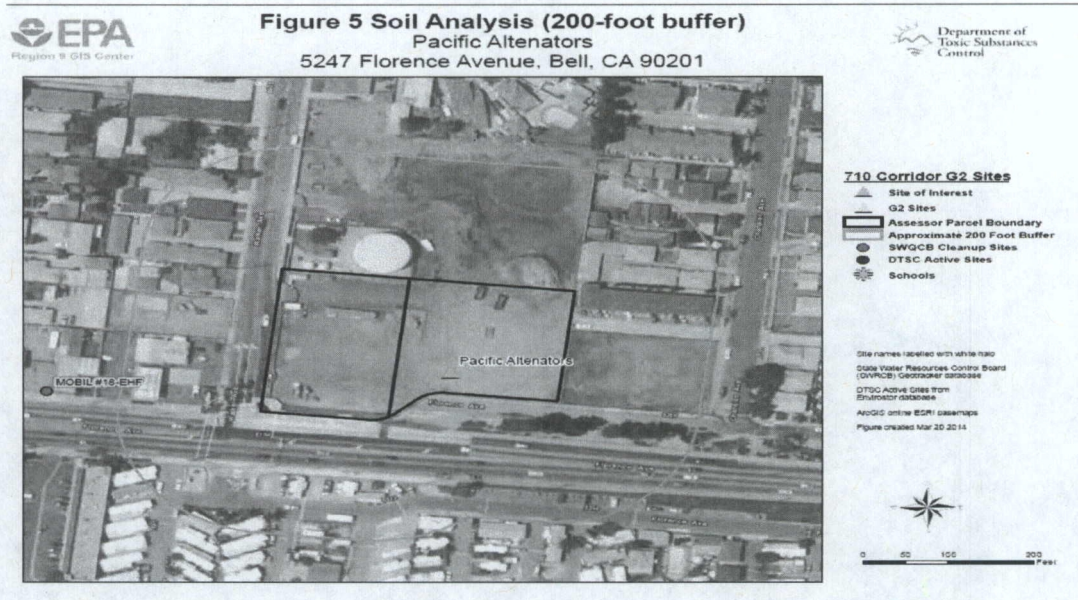 EPA
Region 9 GIS Center
Figure 5 Soil Analysis (200-foot buffer)
Pacific Altenators
5247 Florence Avenue, Bell, CA 90201
Department of
Toxic Substances
Control
710 Corridor G2 Sites
Site of Interest
G2 Sites
Assessor Parcel Boundary
Approximate 200 Foot Buffer
SWQCB Cleanup Sites
DTSC Active Sites
Schools
Pacific Altenators
MOBIL #18-EHF
Florence Ave
Site names labelled with white halo
State Water Resources Control Board
(SWRCB) Geotracker database
DTSC Active Sites from
Envirostor database
ArcGIS online ESRI basemaps
Figure created Mar 20 2014
0 50 100 200
Feet